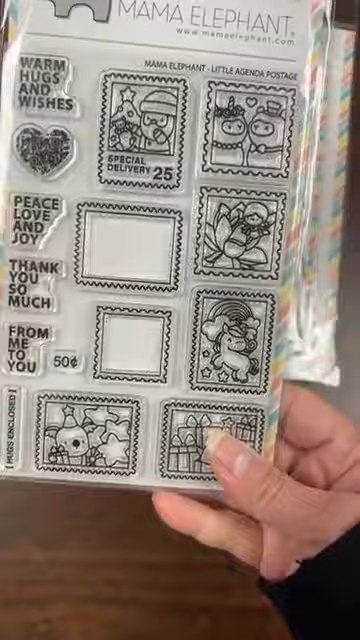 MAMA ELEPHANT
www.mamaelephant.com
MAMA ELEPHANT - LITTLE AGENDA POSTAGE
WARM
HUGS
AND
WISHES
SPECIAL
DELIVERY 25
PEACE
LOVE
AND
JOY
THANK
YOU
SO
MUCH
FROM
ME
TO
YOU
50¢
[ HUGS ENCLOSED ]